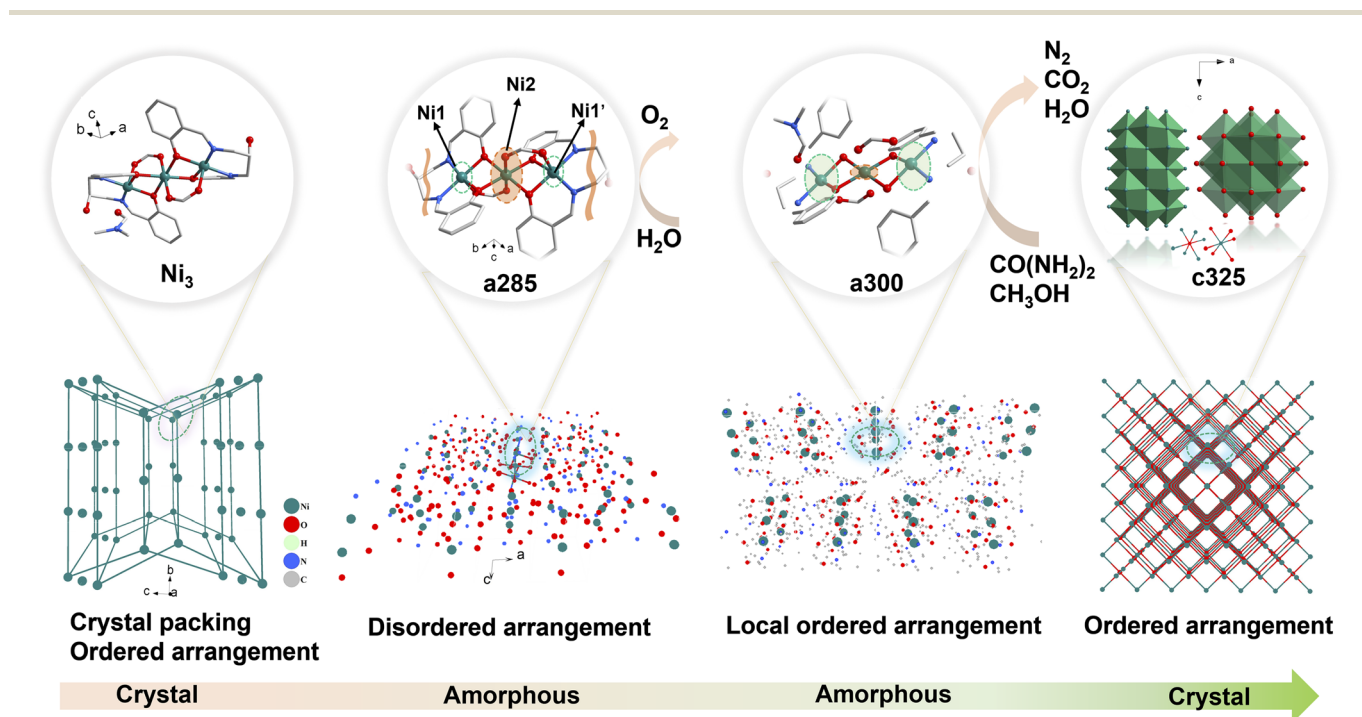 c
b
a
Ni3
Ni1
Ni2
Ni1'
b
c
a
a285
O2
H2O
a300
N2
CO2
H2O
CO(NH2)2
CH3OH
a
c
c325
Ni
O
H
N
C
b
c
a
a
c
Crystal packing
Ordered arrangement
Disordered arrangement
Local ordered arrangement
Ordered arrangement
Crystal
Amorphous
Amorphous
Crystal